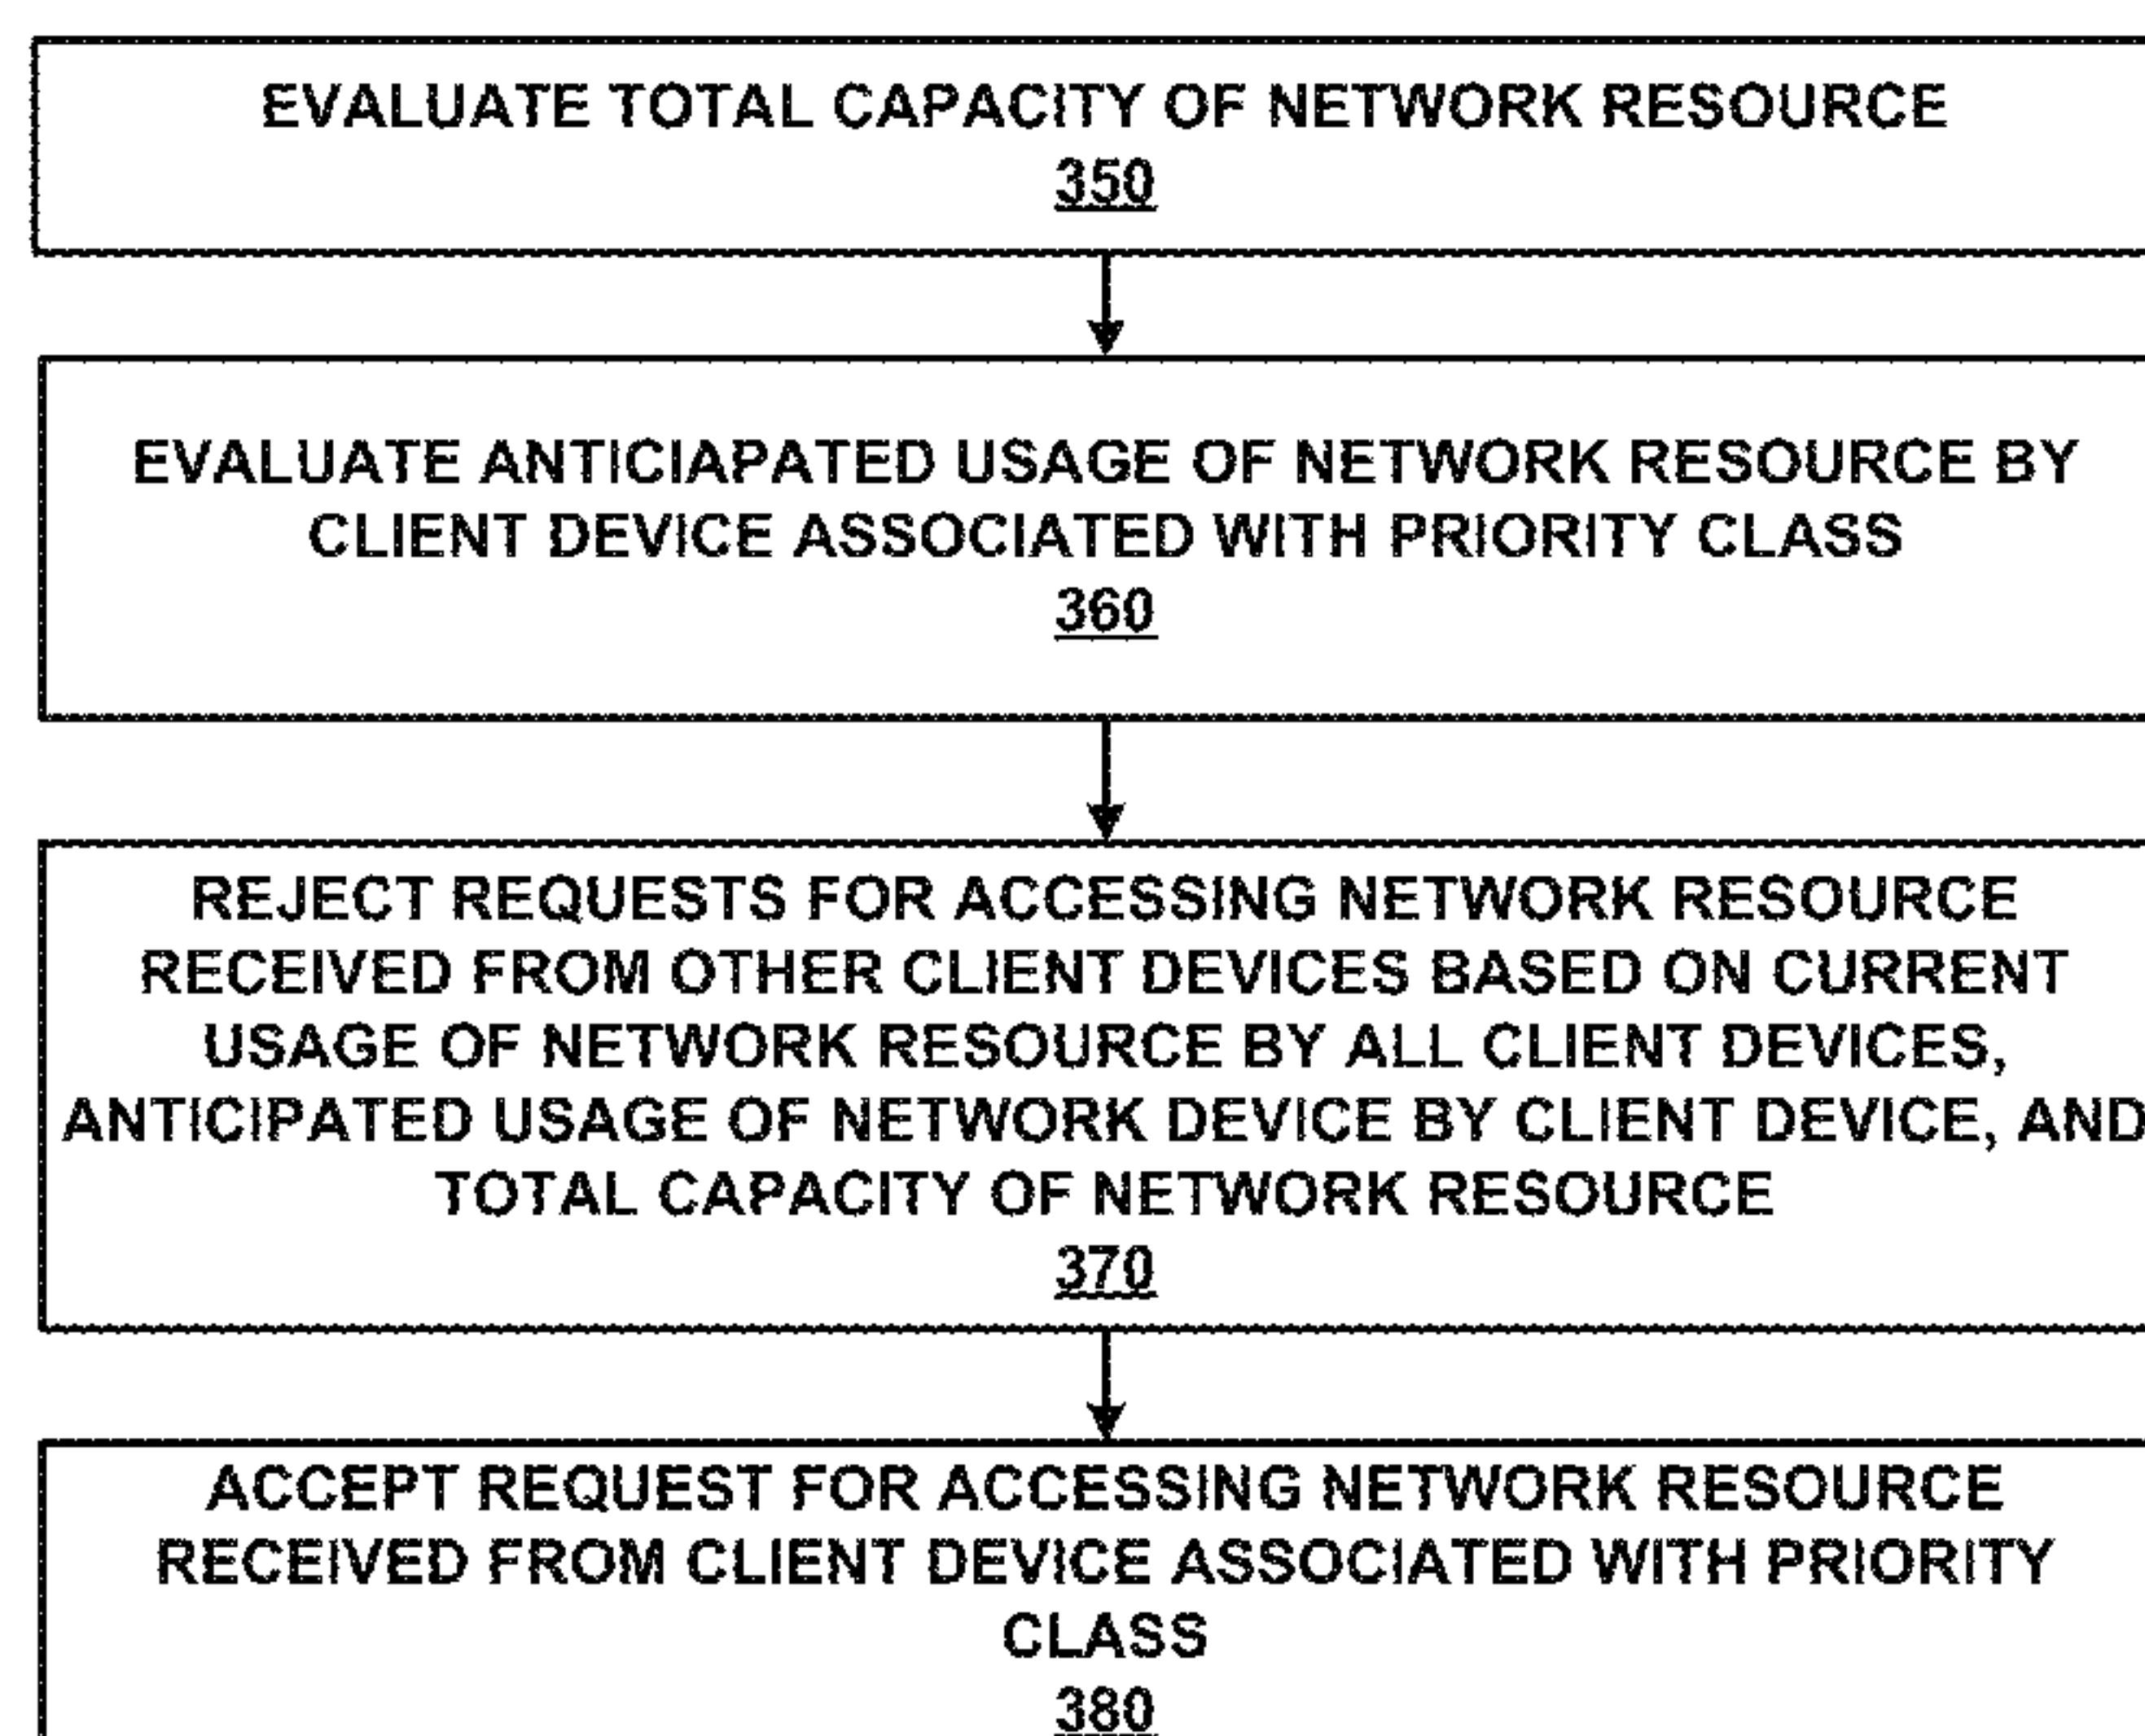 EVALUATE TOTAL CAPACITY OF NETWORK RESOURCE
350
EVALUATE ANTICIAPATED USAGE OF NETWORK RESOURCE BY
CLIENT DEVICE ASSOCIATED WITH PRIORITY CLASS
360
REJECT REQUESTS FOR ACCESSING NETWORK RESOURCE
RECEIVED FROM OTHER CLIENT DEVICES BASED ON CURRENT
USAGE OF NETWORK RESOURCE BY ALL CLIENT DEVICES,
ANTICIPATED USAGE OF NETWORK DEVICE BY CLIENT DEVICE, AND
TOTAL CAPACITY OF NETWORK RESOURCE
370
ACCEPT REQUEST FOR ACCESSING NETWORK RESOURCE
RECEIVED FROM CLIENT DEVICE ASSOCIATED WITH PRIORITY
CLASS
380